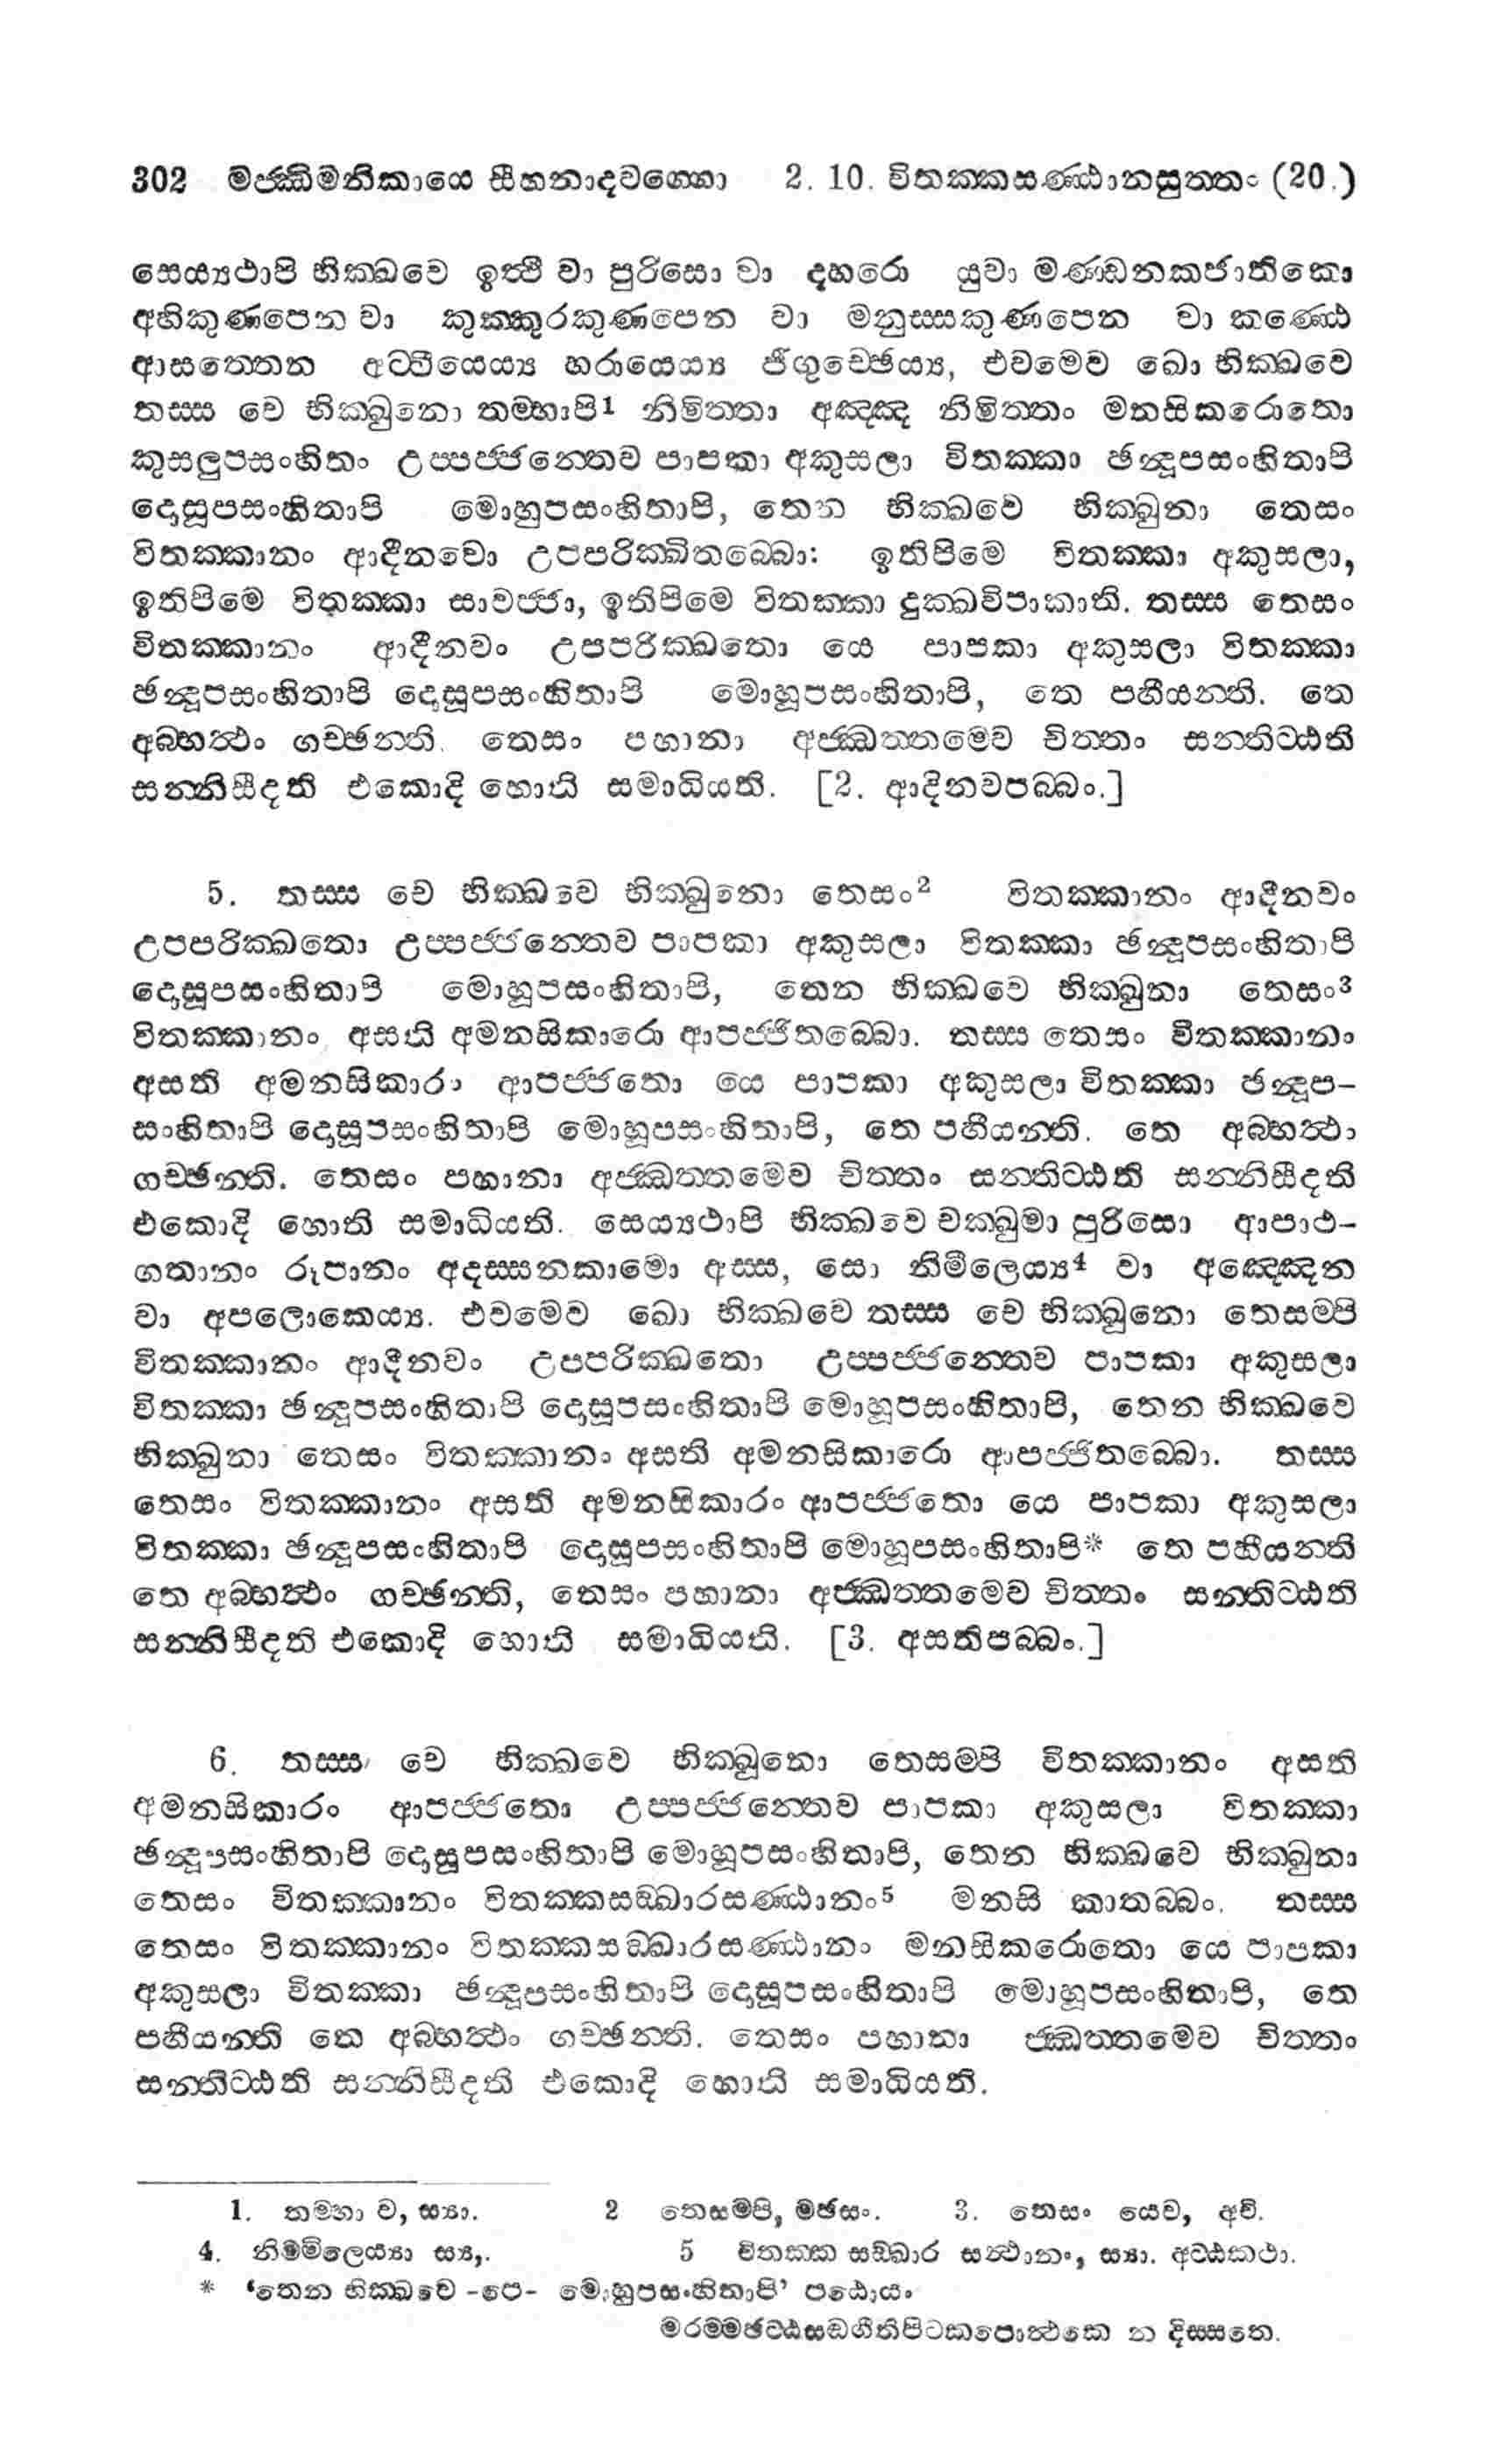 302 මජ්ඣිමනිකායෙ සීහනාදවග්ගො 2. 10. විතක්කසණ්ඨානසුත්තං (20.)
සෙය්‍යථාපි භික්ඛවෙ ඉත්ථි වා පුරිසො වා දහරො යුවා මණ්ඩනකජාතිකො
අහිකුණපෙන වා කුක්කුරකුණපෙන වා මනුස්සකුණපෙන වා කණ්ඨෙ
ආසත්තෙන අට්ටීයෙය්‍ය හරායෙය්‍ය ජිගුච්ඡෙය්‍ය, එවමෙව ඛො භික්ඛවෙ
තස්ස චෙ භික්ඛුනො තම්හාපි1 නිමිත්තා අඤ්ඤ නිමිත්තං මනසිකරොතො
කුසලුපසංහිතං උප්පජ්ජන්තෙව පාපකා අකුසලා විතක්කා ඡන්දූපසංහිතාපි
දොසූපසංහිතාපි මොහුපසංහිතාපි, තෙන භික්ඛවෙ භික්ඛුනා තෙසං
විතක්කානං ආදීනවො උපපරික්ඛිතබ්බො: ඉතිපිමෙ විතක්කා අකුසලා,
ඉතිපිමෙ විතක්කා සාවජ්ජා, ඉතිපිමෙ විතක්කා දුක්ඛවිපාකාති. තස්ස තෙසං
විතක්කානං ආදීනවං උපපරික්ඛතො යෙ පාපකා අකුසලා විතක්කා
ඡන්දූපසංහිතාපි දොසූපසංහිතාපි මොහූපසංහිතාපි, තෙ පහීයන්ති. තෙ
අබ්භත්ථං ගච්ඡන්ති. තෙසං පහානා අජ්ඣත්තමෙව චිත්තං සන්තිට්ඨති
සන්නිසීදති එකොදි හොති සමාධියති. [2. ආදිනවපබ්බං.]
5. තස්ස චෙ භික්ඛවෙ භික්ඛුනො තෙසං2 විතක්කානං ආදීනවං
උපපරික්ඛතො උප්පජ්ජන්තෙව පාපකා අකුසලා විතක්කා ඡන්දූපසංහිතාපි
දොසූපසංහිතාපි මොහූපසංහිතාපි, තෙන භික්ඛවෙ භික්ඛුනා තෙසං3
විතක්කානං අසති අමනසිකාරො ආපජ්ජිතබ්බො. තස්ස තෙසං විතක්කානං
අසති අමනසිකාරං ආපජ්ජතො යෙ පාපකා අකුසලා විතක්කා ඡන්දූප-
සංහිතාපි දොසූපසංහිතාපි මොහූපසංහිතාපි, තෙ පහීයන්ති. තෙ අබ්භත්ථං
ගච්ඡන්ති. තෙසං පහානා අජ්ඣත්තමෙව චිත්තං සන්තිට්ඨති සන්නිසීදති
එකොදි හොති සමාධියති. සෙය්‍යථාපි භික්ඛවෙ චක්ඛුමා පුරිසො ආපාථ-
ගතානං රූපානං අදස්සනකාමො අස්ස, සො නිමීලෙය්‍ය4 වා අඤ්ඤෙන
වා අපලොකෙය්‍ය. එවමෙව ඛො භික්ඛවෙ තස්ස චෙ භික්ඛුනො තෙසම්පි
විතක්කානං ආදීනවං උපපරික්ඛතො උප්පජ්ජන්තෙව පාපකා අකුසලා
විතක්කා ඡන්දූපසංහිතාපි දොසූපසංහිතාපි මොහූපසංහිතාපි, තෙන භික්ඛවෙ
භික්ඛුනා තෙසං විතක්කානං අසති අමනසිකාරො ආපජ්ජිතබ්බො. තස්ස
තෙසං විතක්කානං අසති අමනසිකාරං ආපජ්ජතො යෙ පාපකා අකුසලා
විතක්කා ඡන්දූපසංහිතාපි දොසූපසංහිතාපි මොහූපසංහිතාපි* තෙ පහීයන්ති
තෙ අබ්භත්ථං ගච්ඡන්ති, තෙසං පහානා අජ්ඣත්තමෙව චිත්තං සන්තිට්ඨති
සන්නිසීදති එකොදි හොති සමාධියති. [3. අසතිපබ්බං.]
6. තස්ස චෙ භික්ඛවෙ භික්ඛුනො තෙසම්පි විතක්කානං අසති
අමනසිකාරං ආපජ්ජතො උප්පජ්ජන්තෙව පාපකා අකුසලා විතක්කා
ඡන්දූපසංහිතාපි දොසූපසංහිතාපි මොහූපසංහිතාපි, තෙන භික්ඛවෙ භික්ඛුනා
තෙසං විතක්කානං විතක්කසඞ්ඛාරසණ්ඨානං5 මනසි කාතබ්බං. තස්ස
තෙසං විතක්කානං විතක්කසඞ්ඛාරසණ්ඨානං මනසිකරොතො යෙ පාපකා
අකුසලා විතක්කා ඡන්දූපසංහිතාපි දොසූපසංහිතාපි මොහූපසංහිතාපි, තෙ
පහීයන්ති තෙ අබ්භත්ථං ගච්ඡන්ති. තෙසං පහානා ජ්ඣත්තමෙව චිත්තං
සන්තිට්ඨති සන්නිසීදති එකොදි හොති සමාධියති.
1. තම්හා ච, ස්‍යා. 2 තෙසම්පි, මඡසං. 3. තෙසං යෙව, අචි.
4. නිම්මිලෙය්‍යා ස්‍යා,. 5 විතක්ක සඞ්ඛාර සන්ථානං, ස්‍යා. අට්ඨකථා.
* ‘තෙන භික්ඛවෙ -පෙ- මොහුපසංහිතාපි’ පඨොයං
මරම්මඡට්ඨසඞගීතිපිටකපොත්ථකෙ න දිස්සතෙ.